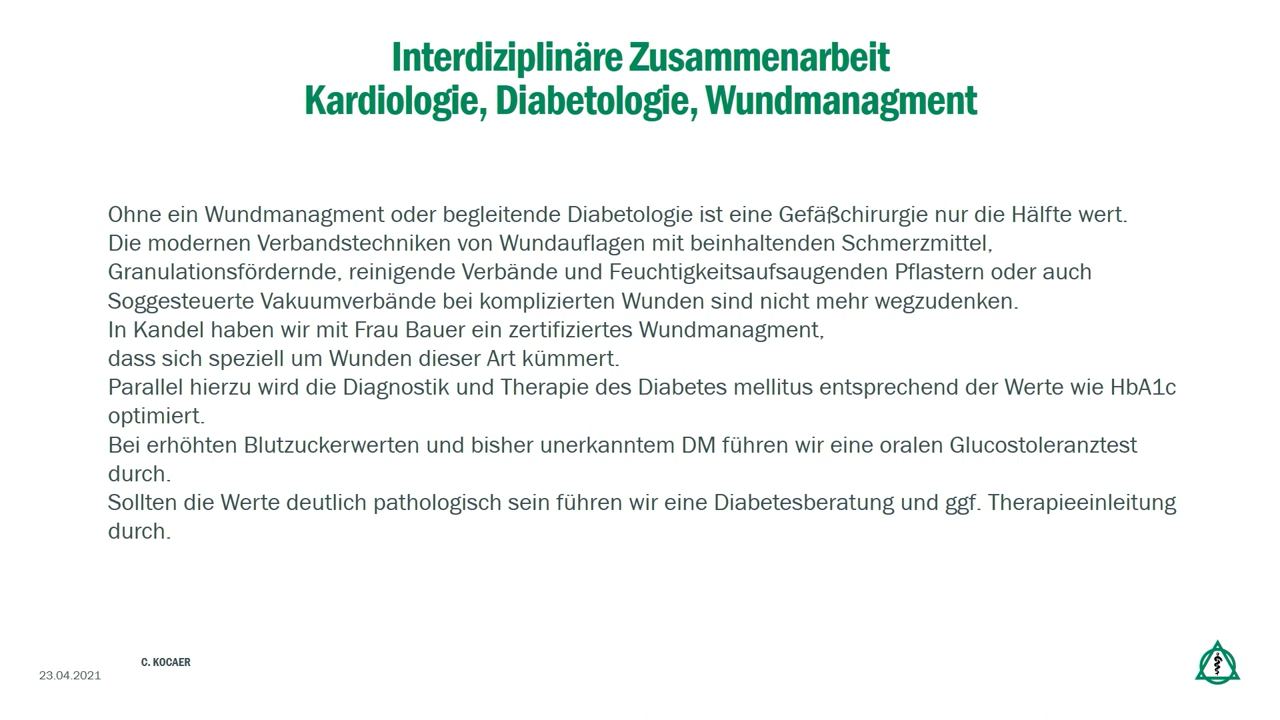 Interdiziplinäre Zusammenarbeit
Kardiologie, Diabetologie, Wundmanagment
Ohne ein Wundmanagment oder begleitende Diabetologie ist eine Gefäßchirurgie nur die Hälfte wert.
Die modernen Verbandstechniken von Wundauflagen mit beinhaltenden Schmerzmittel,
Granulationsfördernde, reinigende Verbände und Feuchtigkeitsaufsaugenden Pflastern oder auch
Soggesteuerte Vakuumverbände bei komplizierten Wunden sind nicht mehr wegzudenken.
In Kandel haben wir mit Frau Bauer ein zertifiziertes Wundmanagment,
dass sich speziell um Wunden dieser Art kümmert.
Parallel hierzu wird die Diagnostik und Therapie des Diabetes mellitus entsprechend der Werte wie HbA1c
optimiert.
Bei erhöhten Blutzuckerwerten und bisher unerkanntem DM führen wir eine oralen Glucostoleranztest
durch.
Sollten die Werte deutlich pathologisch sein führen wir eine Diabetesberatung und ggf. Therapieeinleitung
durch.
C. KOCAER
23.04.2021